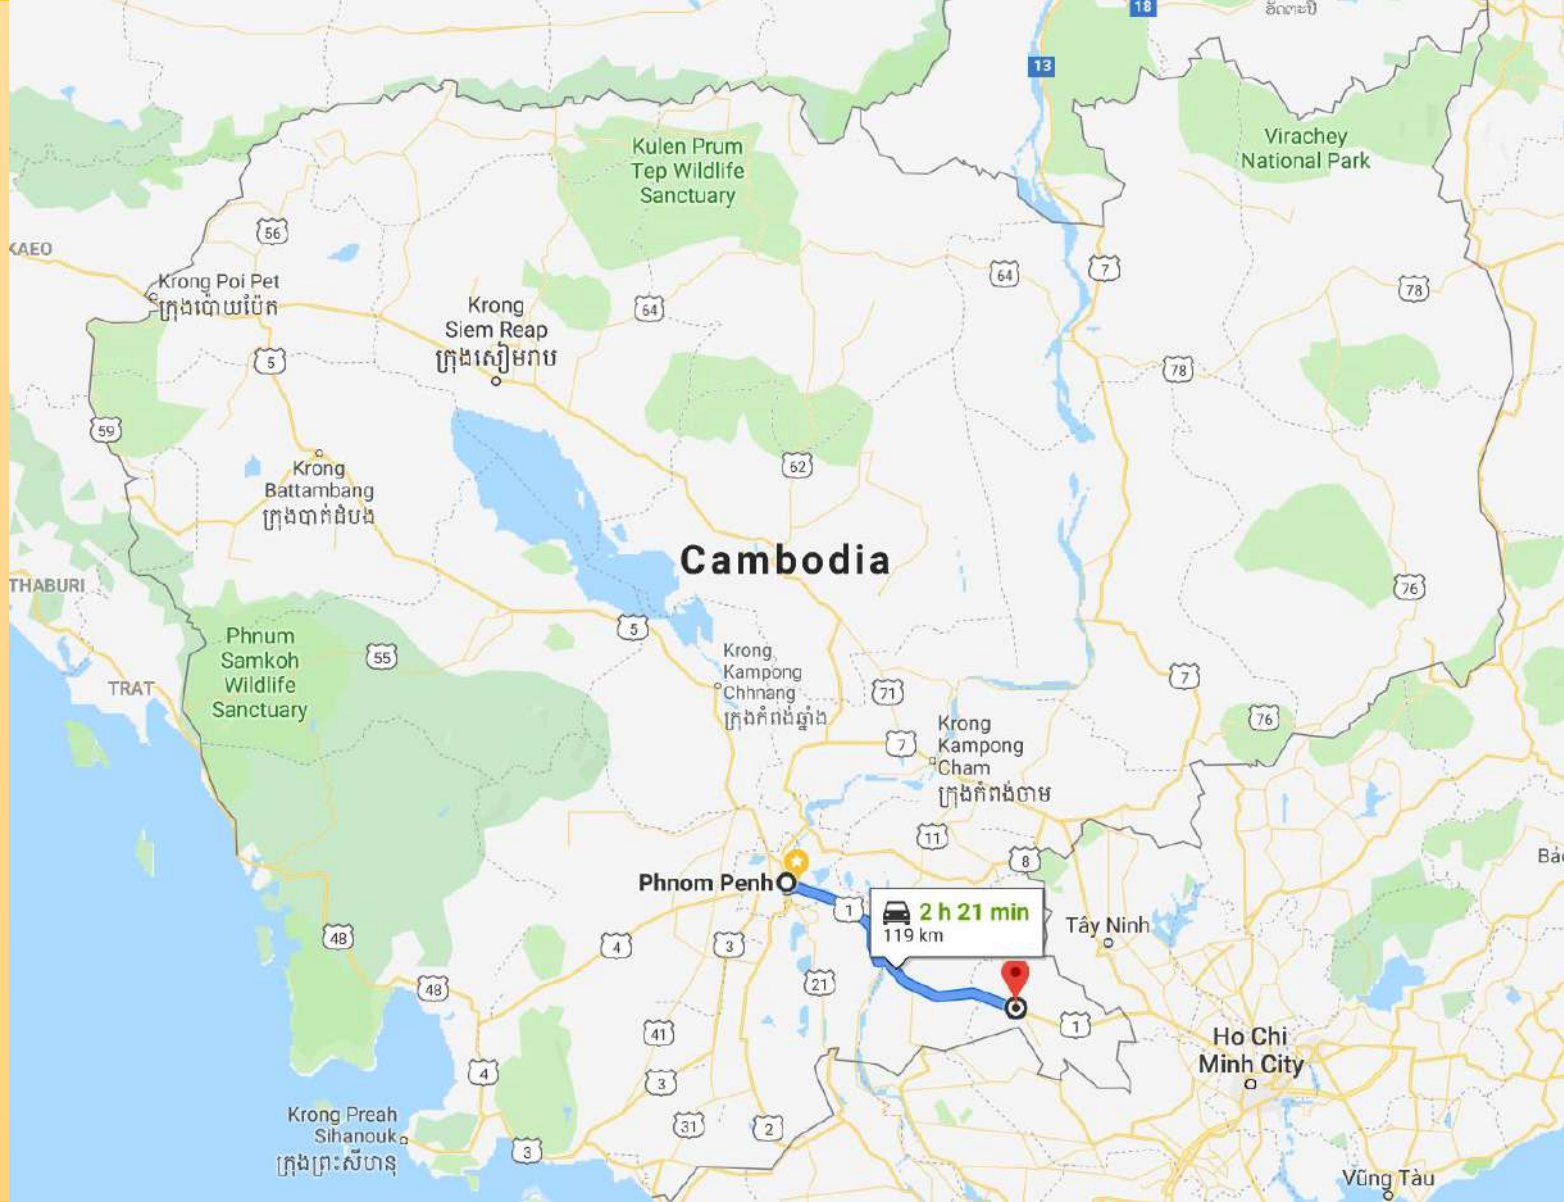 18
ອັດຕະປື
13
Kulen Prum
Tep Wildlife
Sanctuary
Virachey
National Park
56
KAEO
64
7
78
Krong Poi Pet
ក្រុងប៉ោយប៉ែត
Krong
Siem Reap
ក្រុងសៀមរាប
64
5
78
59
62
Krong
Battambang
ក្រុងបាត់ដំបង
Cambodia
THABURI
76
5
Phnum
Samkoh
Wildlife
Sanctuary
55
Krong
Kampong
Chhnang
ក្រុងកំពង់ឆ្នាំង
TRAT
71
7
76
7
Krong
Kampong
Cham
ក្រុងកំពង់ចាម
11
8
Phnom Penh
1
2 h 21 min
119 km
Tây Ninh
48
4
3
48
21
1
41
Ho Chi
Minh City
4
3
Krong Preah
Sihanouk
ក្រុងព្រះសីហនុ
31
2
3
Vũng Tàu